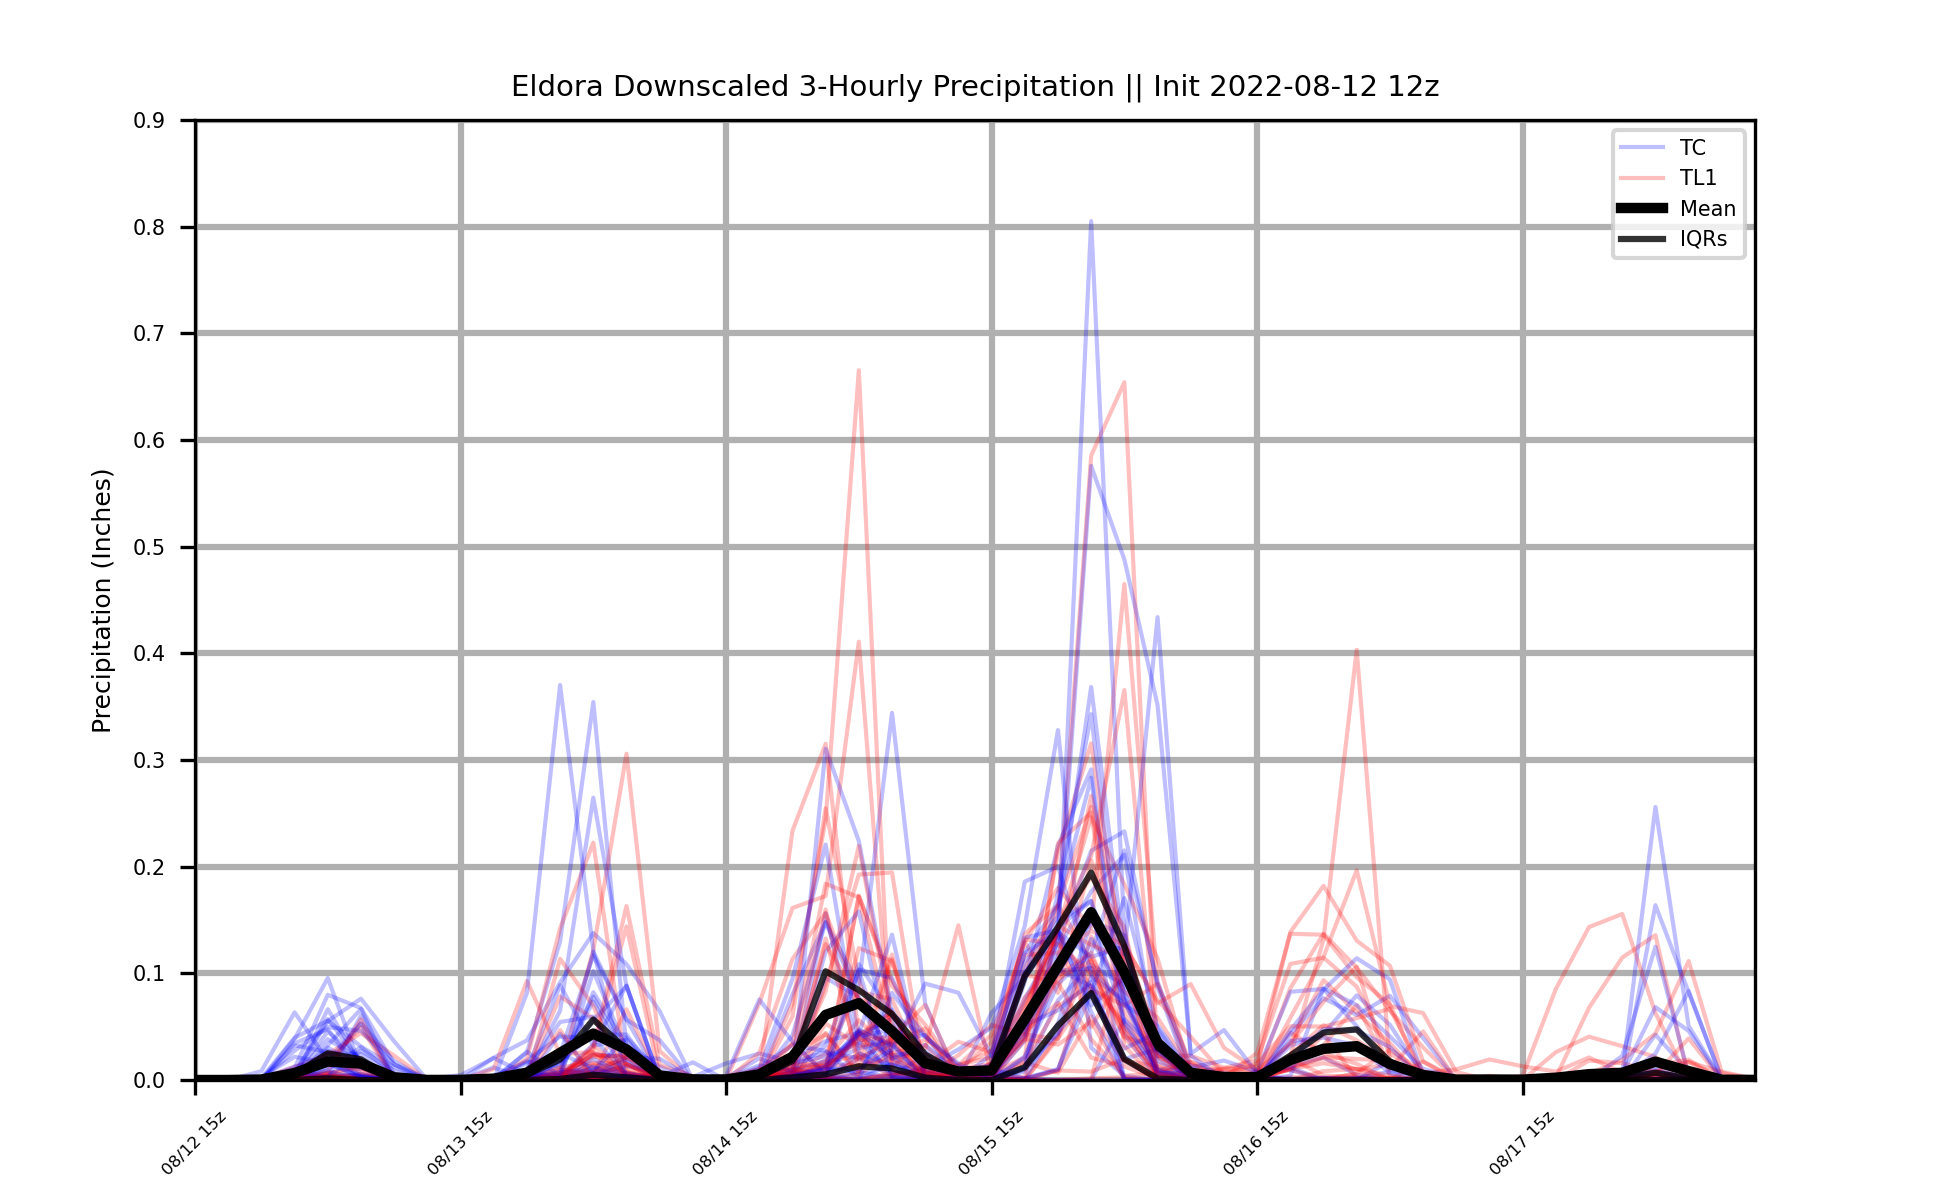 Eldora Downscaled 3-Hourly Precipitation || Init 2022-08-12 12z
0.9
0.8
0.7
0.6
0.5
0.4
0.3
0.2
0.1
0.0
Precipitation (Inches)
TC
TL1
Mean
IQRs
08/12 15z
08/13 15z
08/14 15z
08/15 15z
08/16 15z
08/17 15z